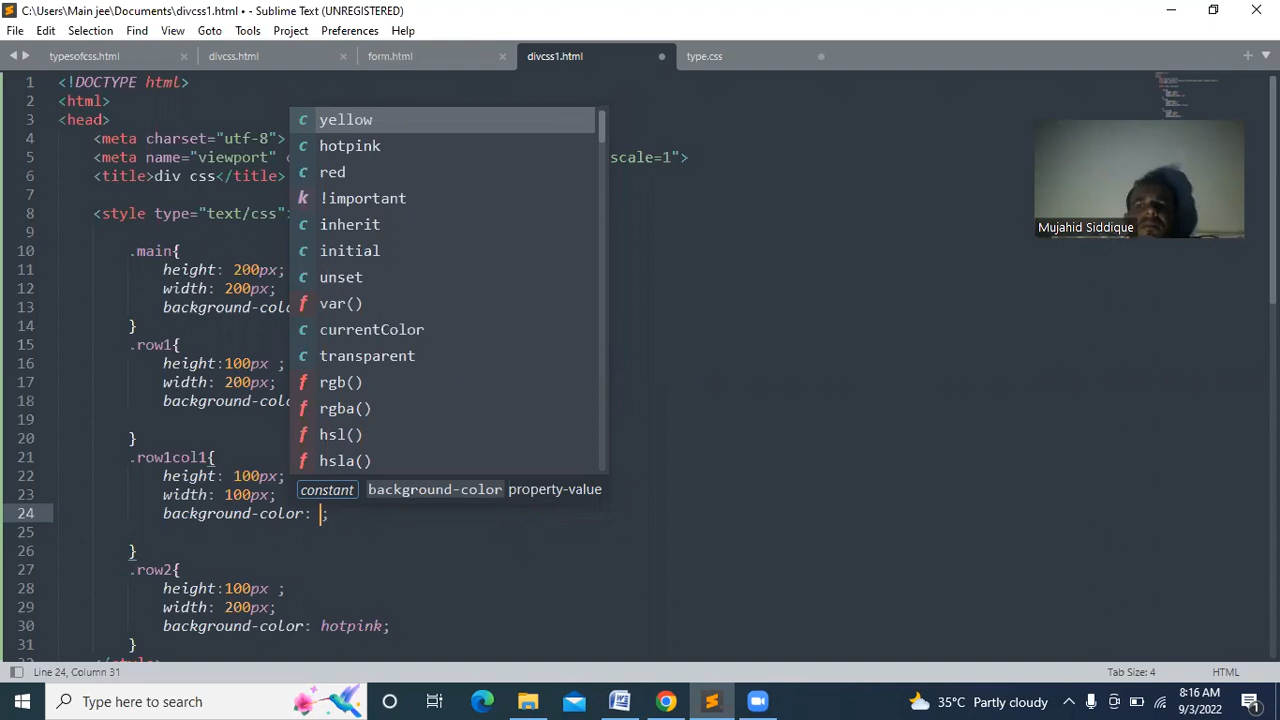 C:\Users\Main jee\Documents\divcss1.html • - Sublime Text (UNREGISTERED)
File Edit Selection Find View Goto Tools Project Preferences Help
typesofcss.html divcss.html form.html divcss1.html type.css
1 <!DOCTYPE html>
2 <html>
3 <head>
4 <meta charset="utf-8">
5 <meta name="viewport" c scale=1">
6 <title>div css</title>
7
8 <style type="text/css">
9
10 .main{
11 height: 200px;
12 width: 200px;
13 background-colo
14 }
15 .row1{
16 height:100px ;
17 width: 200px;
18 background-colo
19
20 }
21 .row1col1{
22 height: 100px;
23 width: 100px;
24 background-color: ;
25
26 }
27 .row2{
28 height:100px ;
29 width: 200px;
30 background-color: hotpink;
31 }
32 </style>
c yellow
c hotpink
c red
k !important
c inherit
c initial
c unset
f var()
c currentColor
c transparent
f rgb()
f rgba()
f hsl()
f hsla()
constant background-color property-value
Mujahid Siddique
Line 24, Column 31 Tab Size: 4 HTML
Type here to search 35°C Partly cloudy 8:16 AM
9/3/2022 1